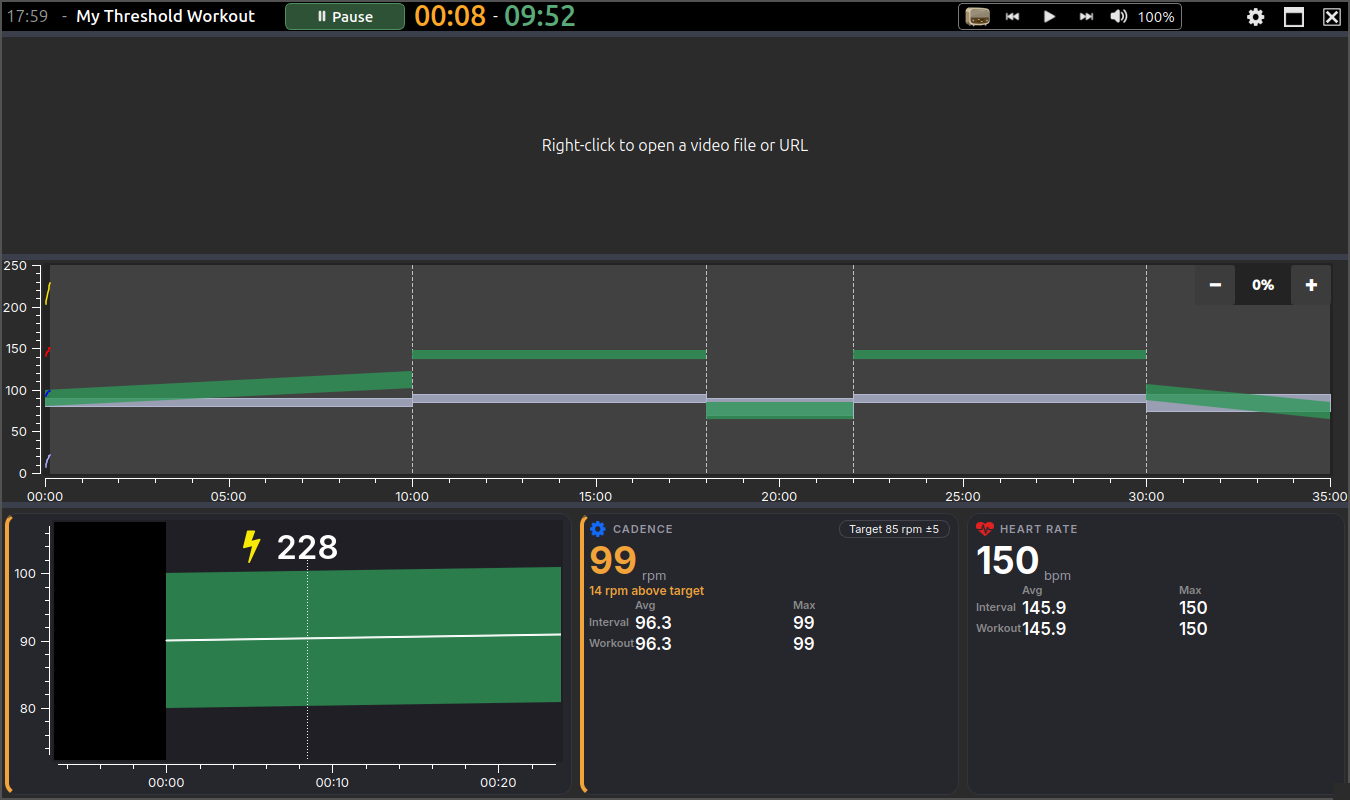 17:59 - My Threshold Workout
Pause
00:08 - 09:52
100%
Right-click to open a video file or URL
250
200
150
100
50
0
0%
00:00 05:00 10:00 15:00 20:00 25:00 30:00 35:00
228
100
90
80
00:00 00:10 00:20
CADENCE
Target 85 rpm ±5
99 rpm
14 rpm above target
Avg Max
Interval 96.3 99
Workout 96.3 99
HEART RATE
150 bpm
Avg Max
Interval 145.9 150
Workout 145.9 150